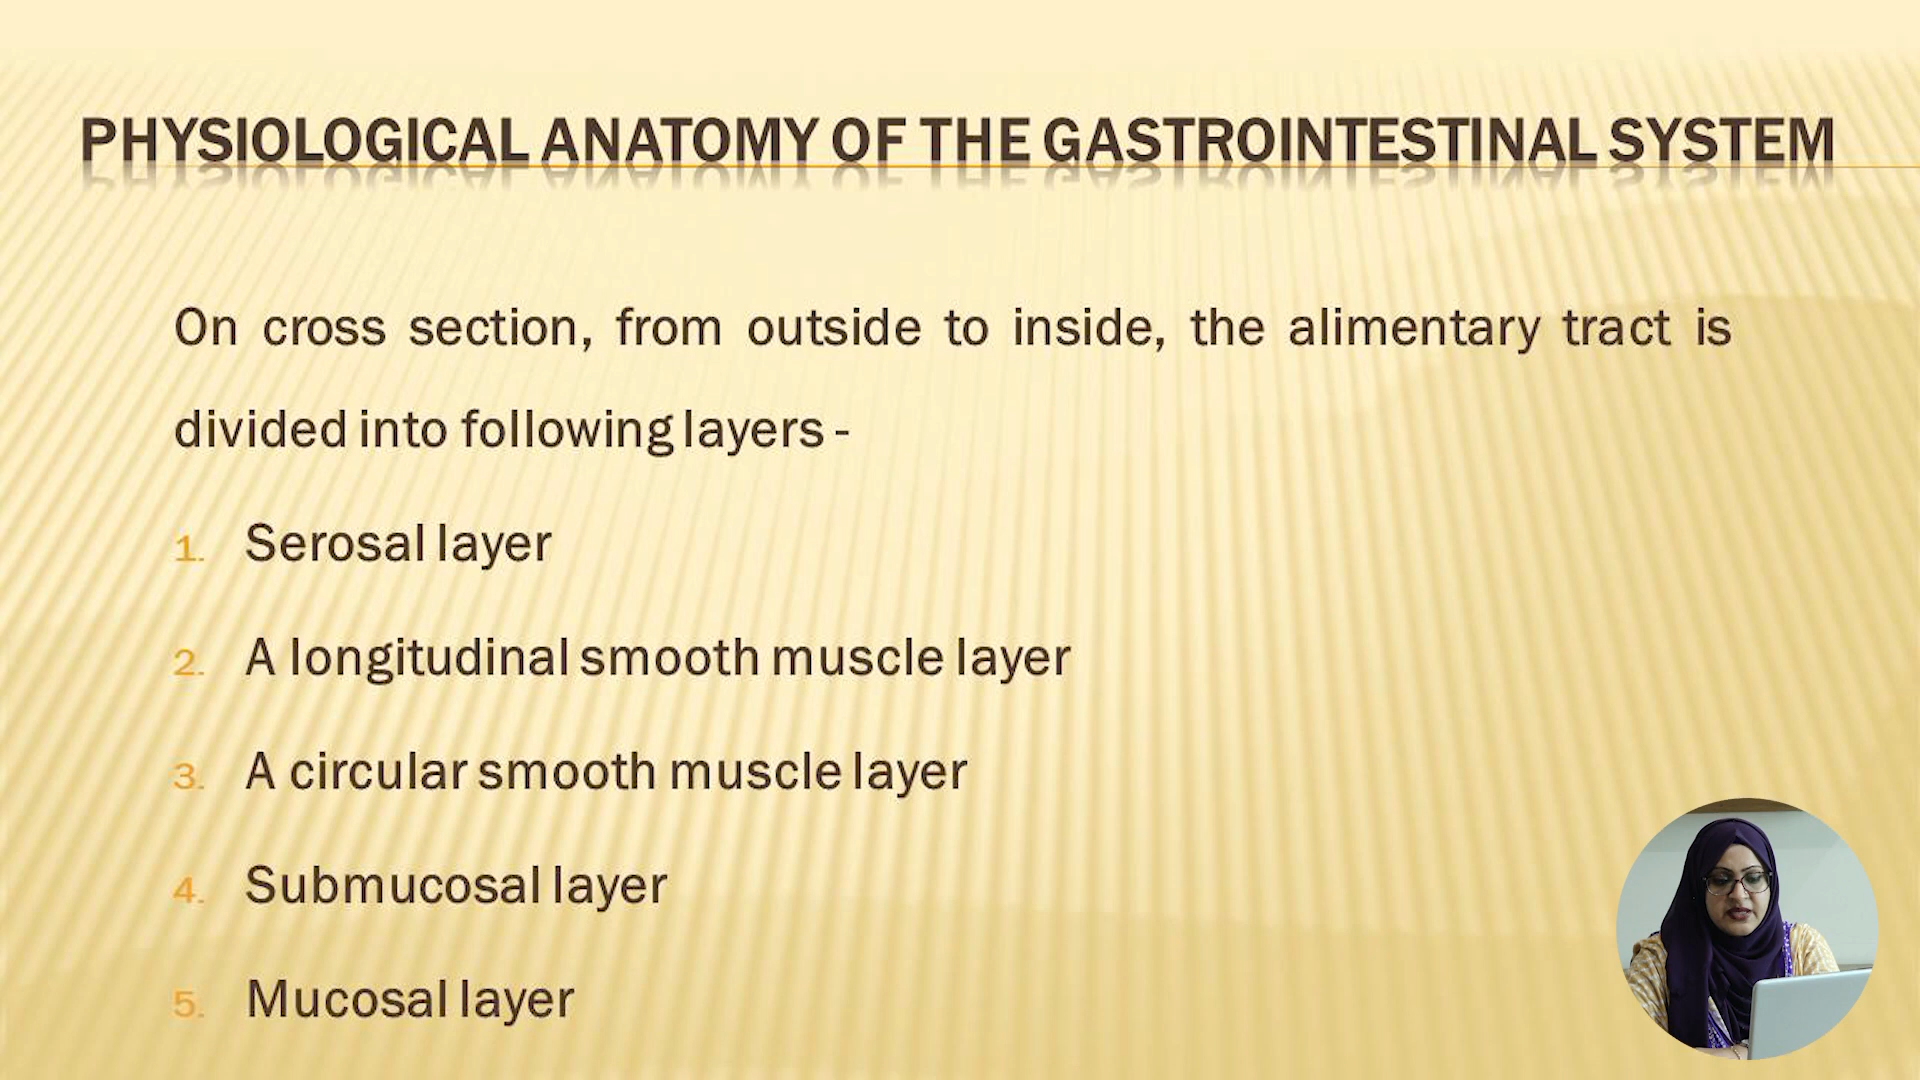 PHYSIOLOGICAL ANATOMY OF THE GASTROINTESTINAL SYSTEM
On cross section, from outside to inside, the alimentary tract is
divided into following layers -
1. Serosal layer
2. A longitudinal smooth muscle layer
3. A circular smooth muscle layer
4. Submucosal layer
5. Mucosal layer